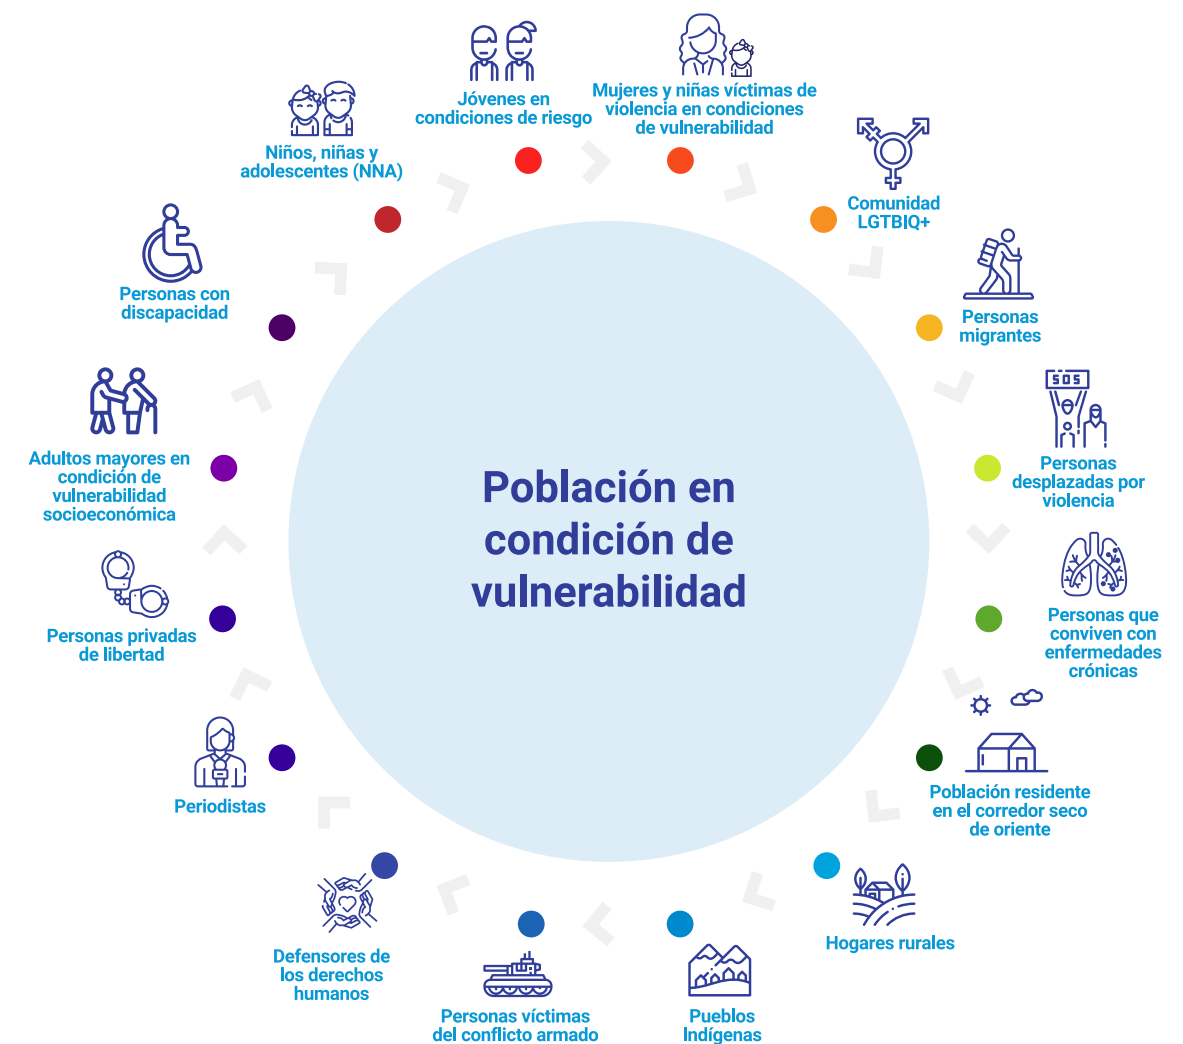 Jóvenes en
condiciones de riesgo
Mujeres y niñas víctimas de
violencia en condiciones
de vulnerabilidad
Comunidad
LGTBIQ+
Personas
migrantes
SOS
Personas
desplazadas por
violencia
Personas que
conviven con
enfermedades
crónicas
Población residente
en el corredor seco
de oriente
Hogares rurales
Pueblos
Indígenas
Personas víctimas
del conflicto armado
Defensores de
los derechos
humanos
Periodistas
Personas privadas
de libertad
Adultos mayores en
condición de
vulnerabilidad
socioeconómica
Personas con
discapacidad
Niños, niñas y
adolescentes (NNA)
Población en
condición de
vulnerabilidad